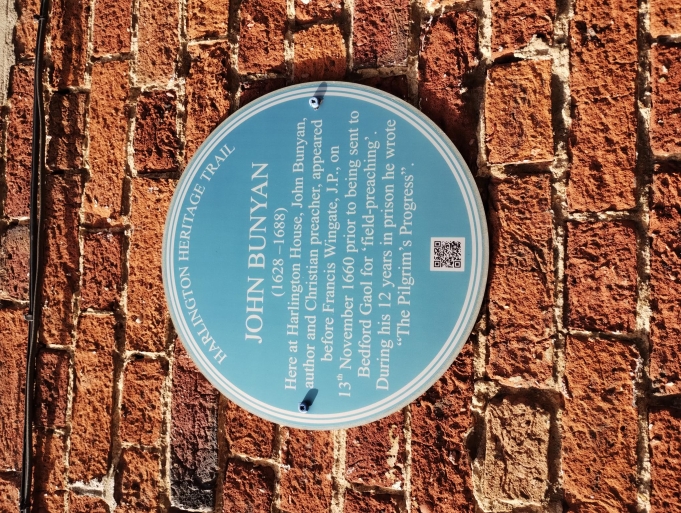 HARLINGTON HERITAGE TRAIL
JOHN BUNYAN
(1628 –1688)
Here at Harlington House, John Bunyan,
author and Christian preacher, appeared
before Francis Wingate, J.P., on
13th November 1660 prior to being sent to
Bedford Gaol for ‘field-preaching’.
During his 12 years in prison he wrote
“The Pilgrim’s Progress”.